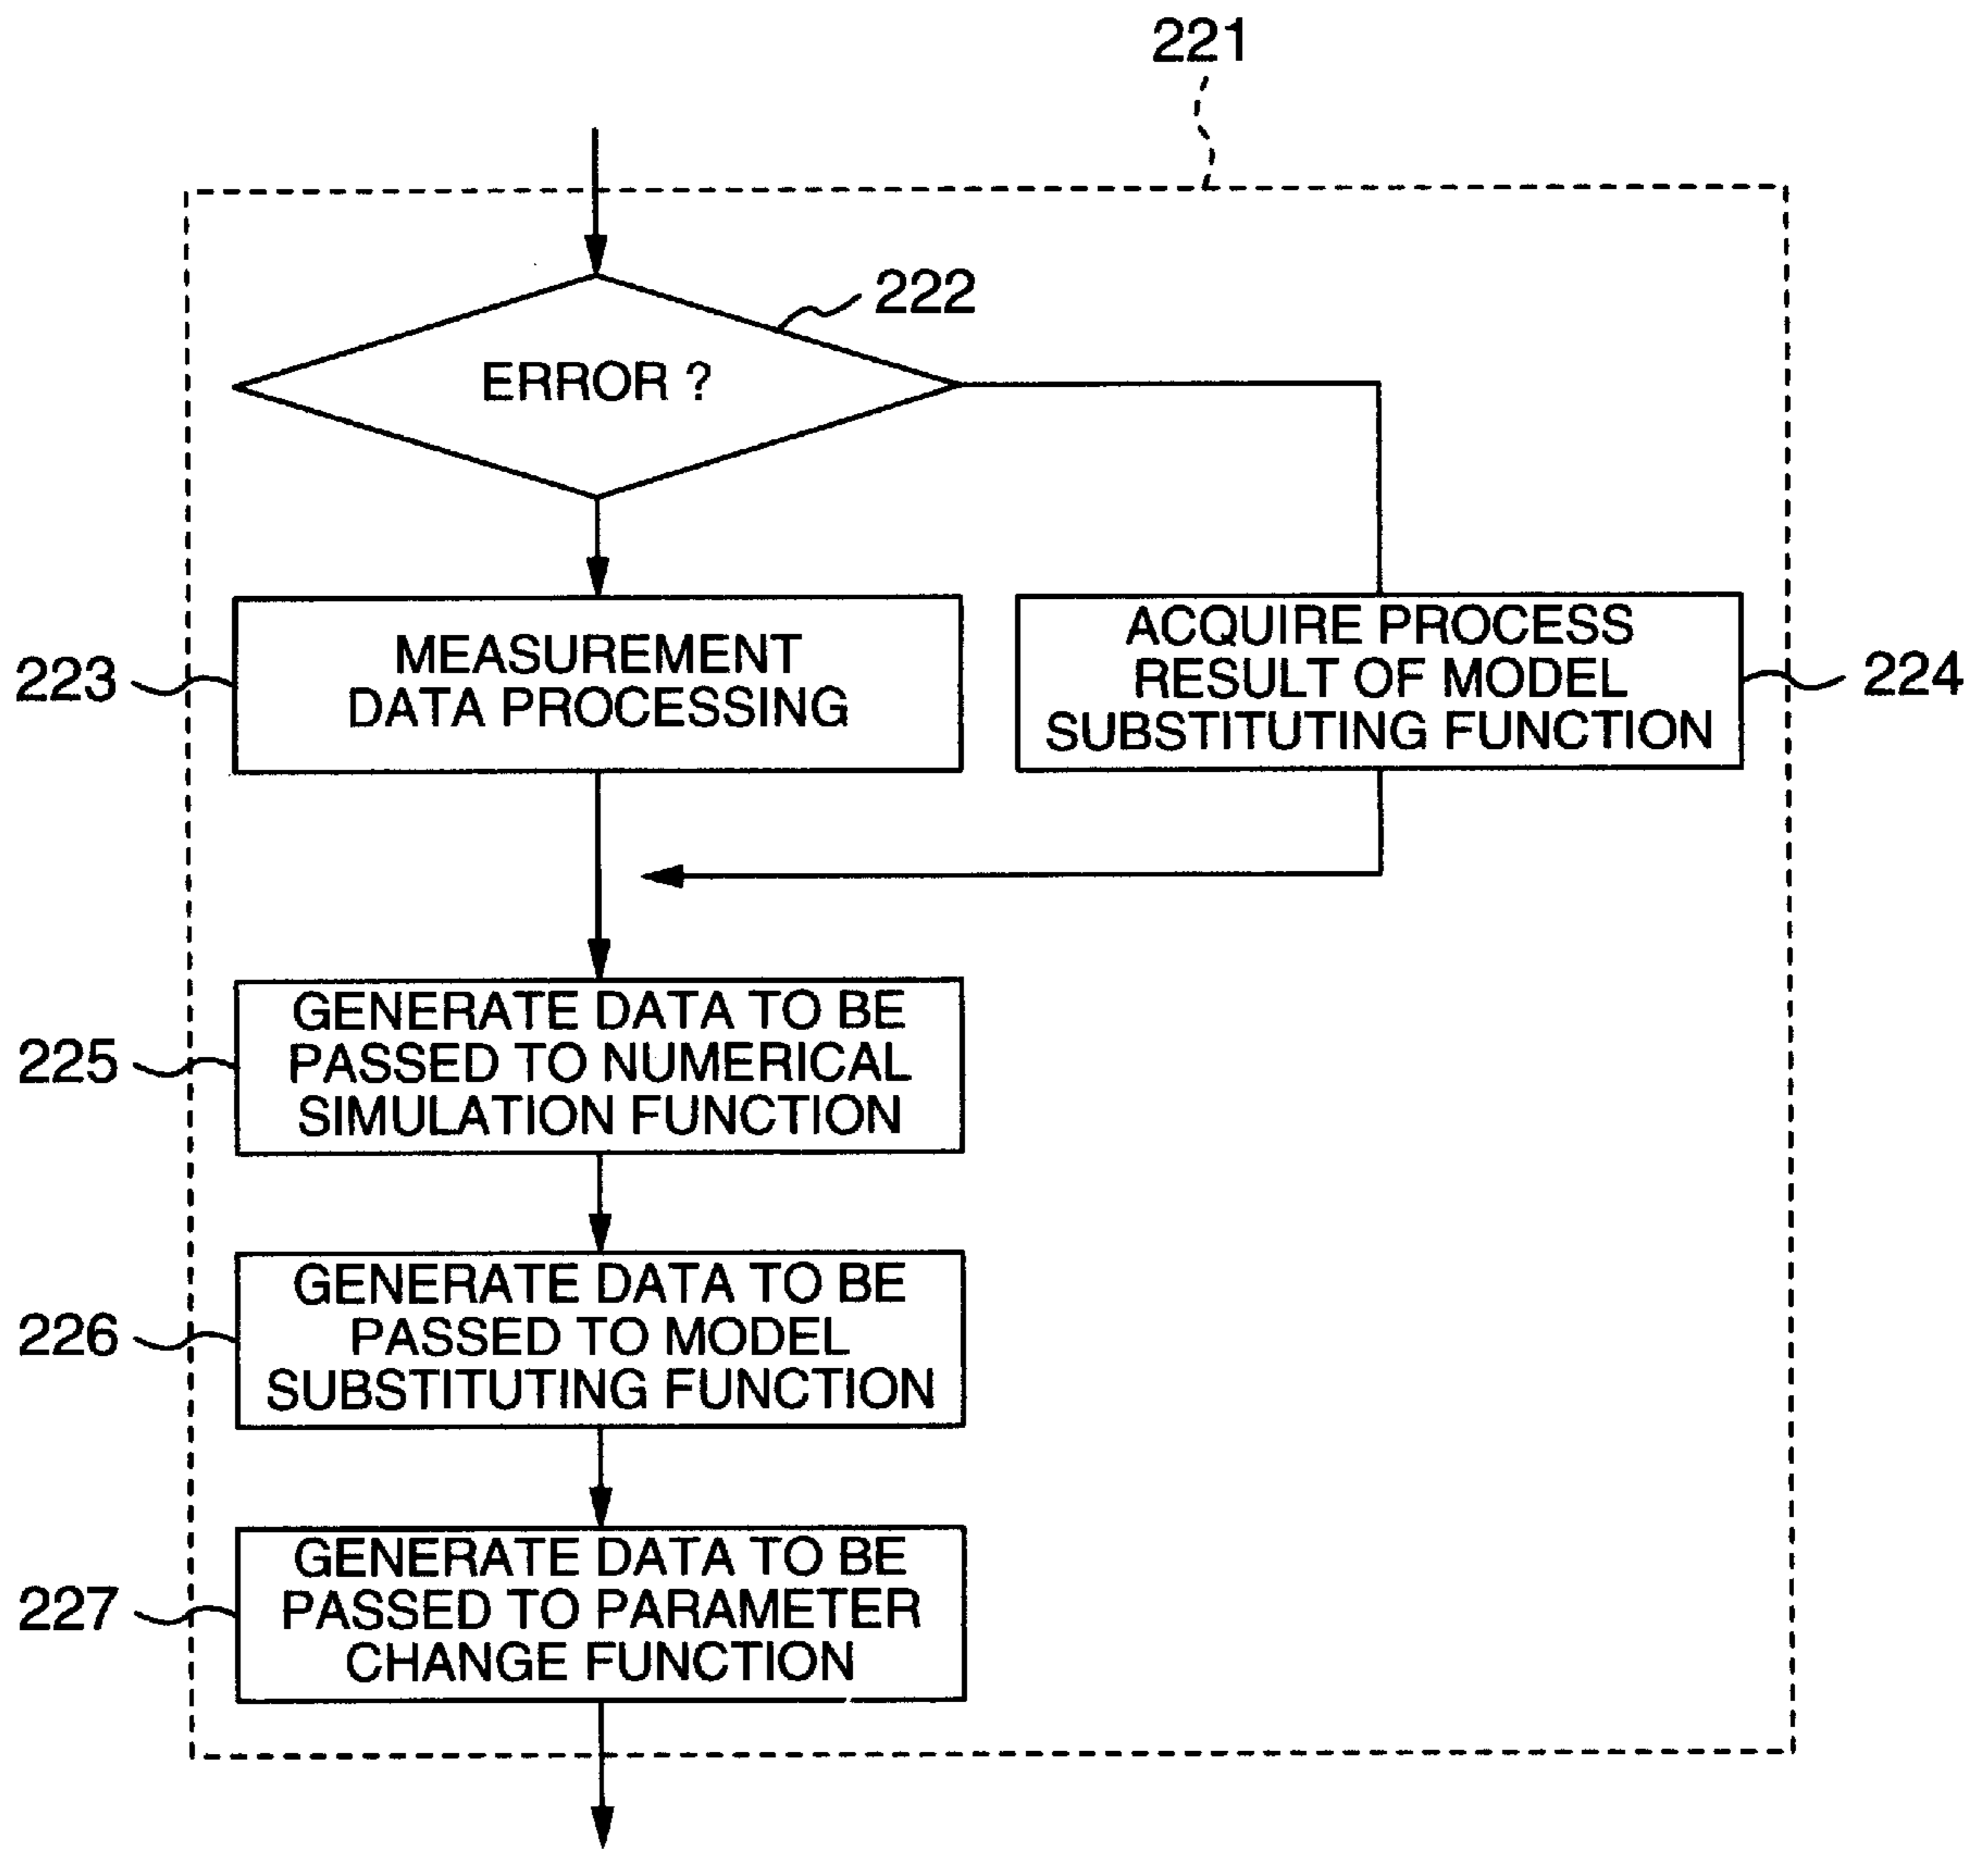 221
222
ERROR ?
223
MEASUREMENT
DATA PROCESSING
ACQUIRE PROCESS
RESULT OF MODEL
SUBSTITUTING FUNCTION
224
225
GENERATE DATA TO BE
PASSED TO NUMERICAL
SIMULATION FUNCTION
226
GENERATE DATA TO BE
PASSED TO MODEL
SUBSTITUTING FUNCTION
227
GENERATE DATA TO BE
PASSED TO PARAMETER
CHANGE FUNCTION